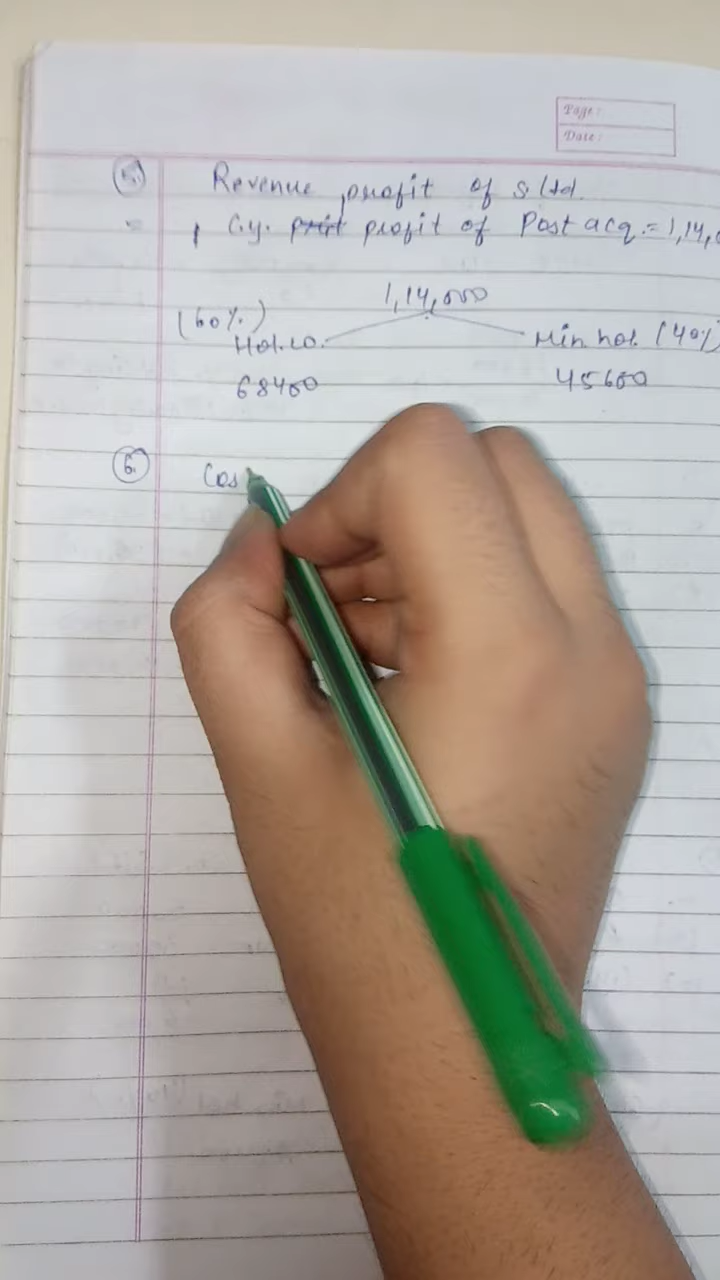 Page:
Date:
5. Revenue profit of S ltd.
C.y. profit of Post acq. = 1,14,0
1,14,000
(60%)
Hol. co. Min hol. (40%)
68400 45600
6. Cos